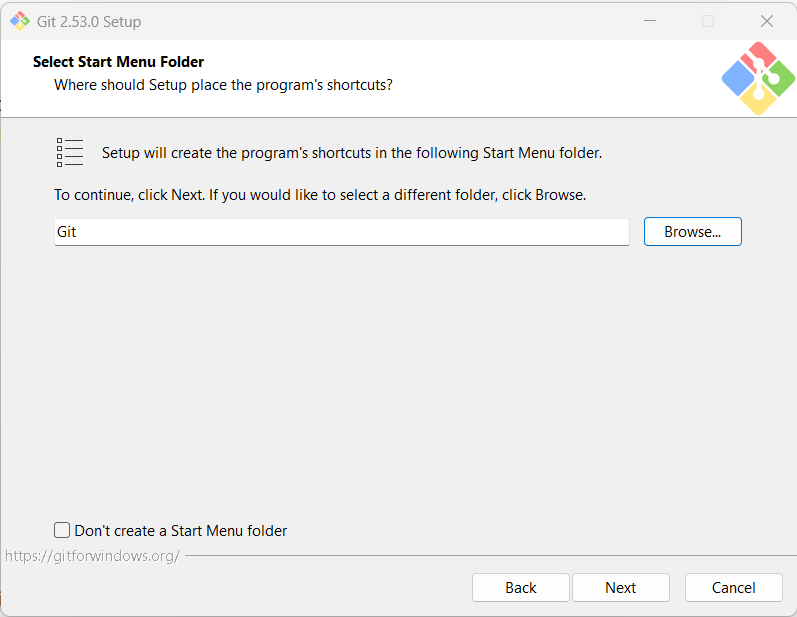 Git 2.53.0 Setup
Select Start Menu Folder
Where should Setup place the program's shortcuts?
Setup will create the program's shortcuts in the following Start Menu folder.
To continue, click Next. If you would like to select a different folder, click Browse.
Git
Browse...
Don't create a Start Menu folder
https://gitforwindows.org/
Back
Next
Cancel